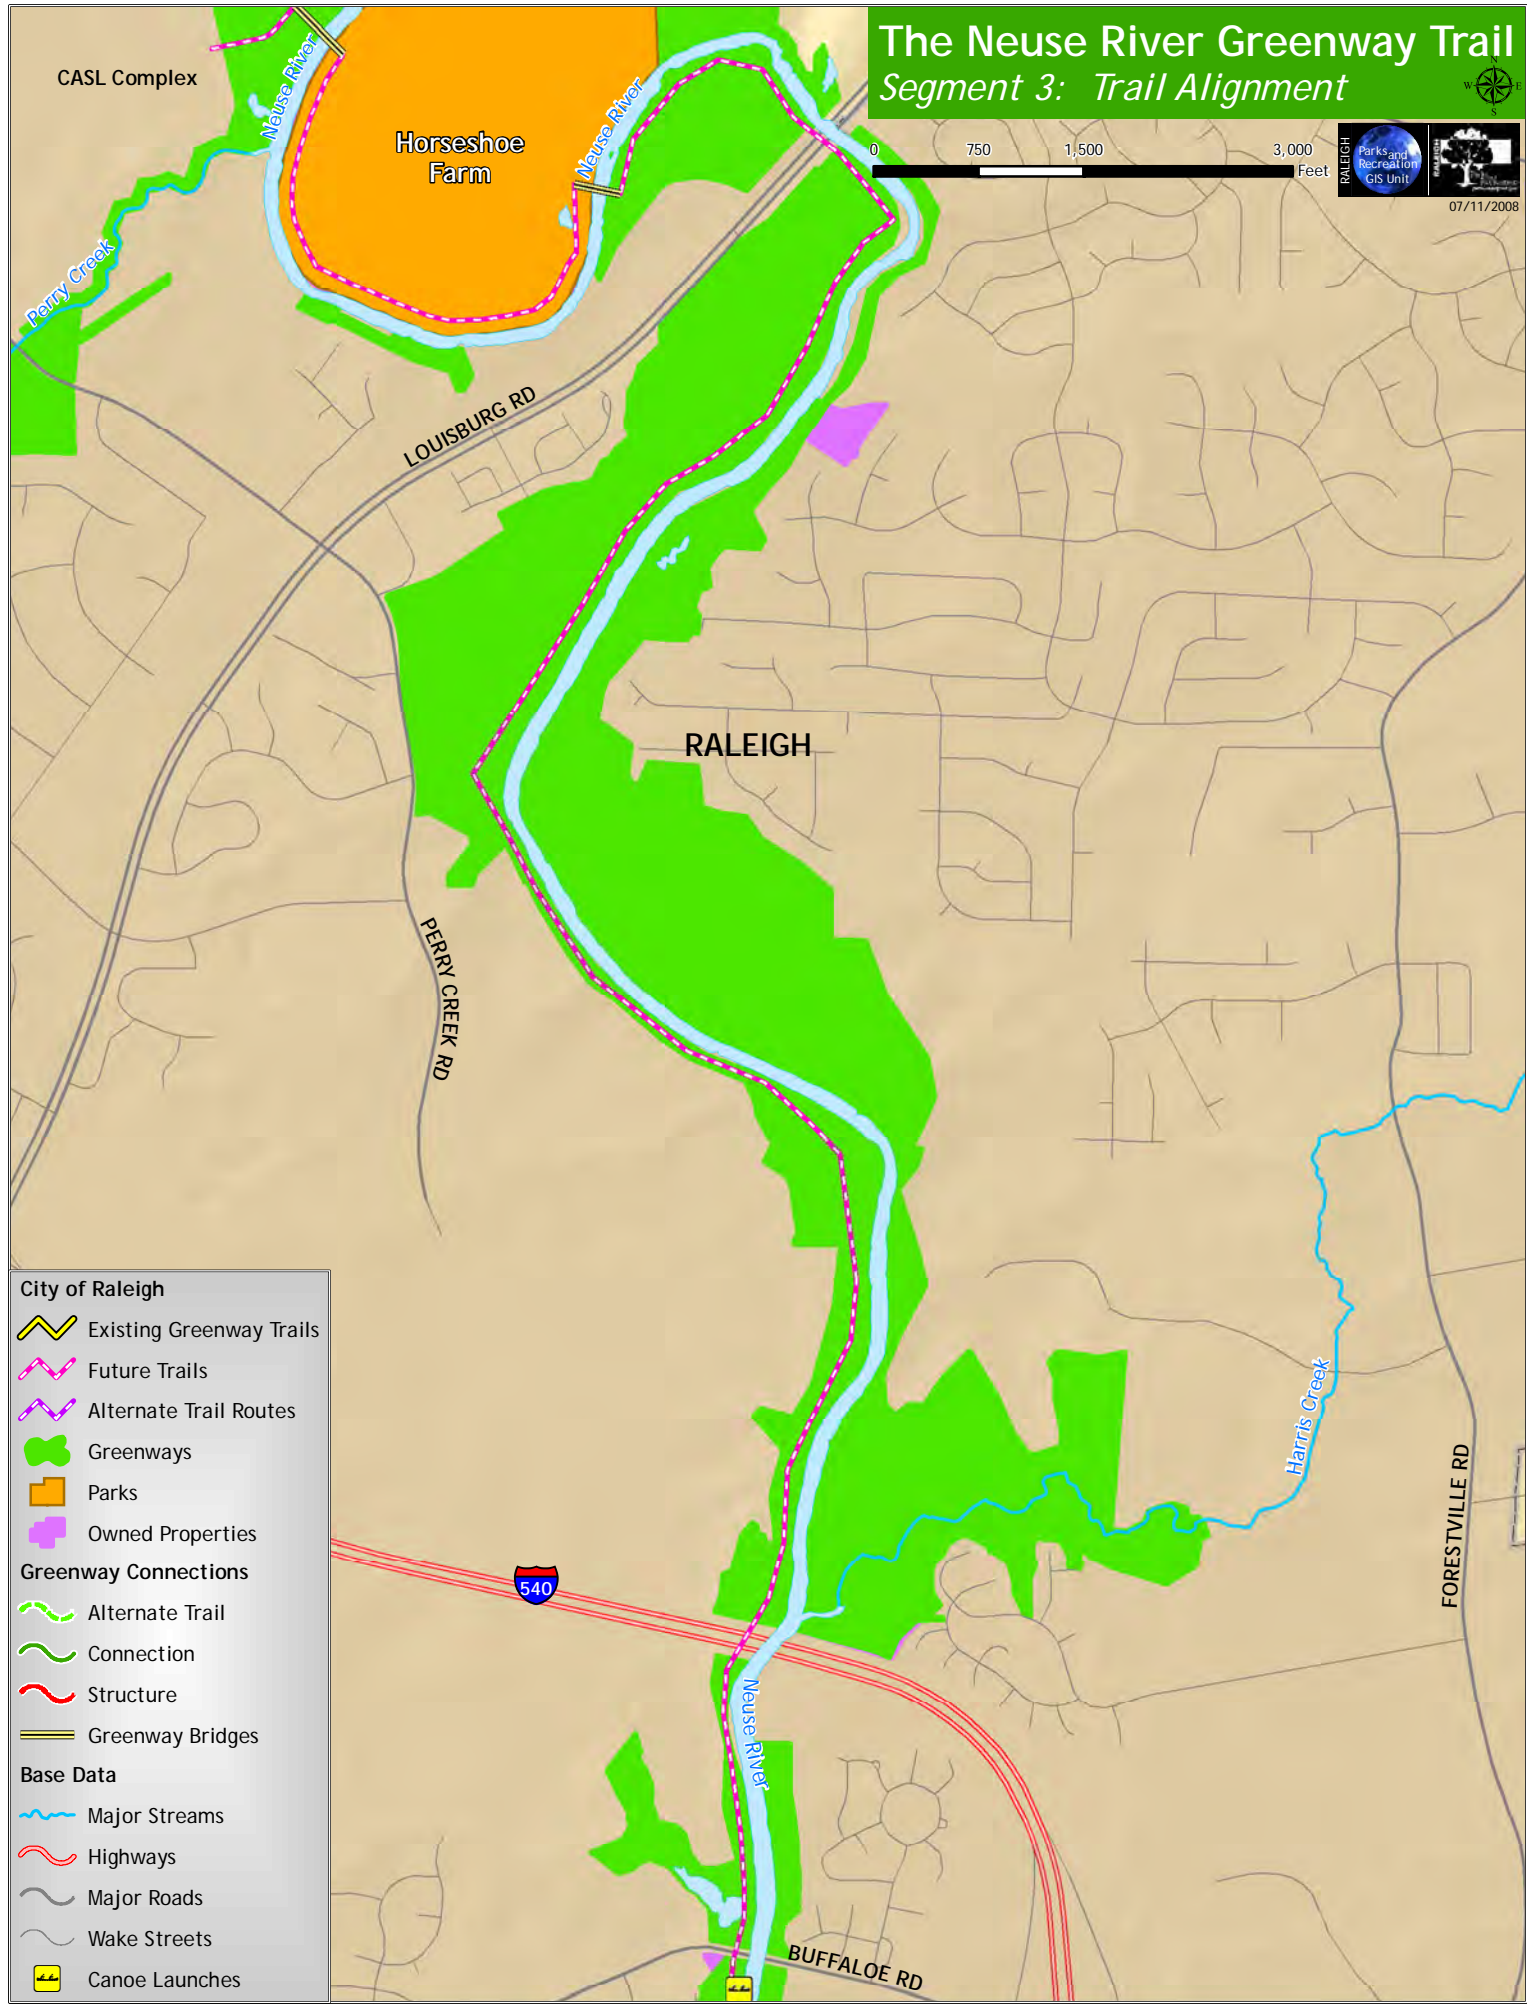 The Neuse River Greenway Trail
Segment 3: Trail Alignment
N
W
E
S
0
750
1,500
3,000
Feet
RALEIGH
Parks and
Recreation
GIS Unit
RALEIGH
07/11/2008
CASL Complex
Neuse River
Horseshoe
Farm
Neuse River
Perry Creek
LOUISBURG RD
RALEIGH
PERRY CREEK RD
Harris Creek
FORESTVILLE RD
540
Neuse River
BUFFALOE RD
City of Raleigh
Existing Greenway Trails
Future Trails
Alternate Trail Routes
Greenways
Parks
Owned Properties
Greenway Connections
Alternate Trail
Connection
Structure
Greenway Bridges
Base Data
Major Streams
Highways
Major Roads
Wake Streets
Canoe Launches